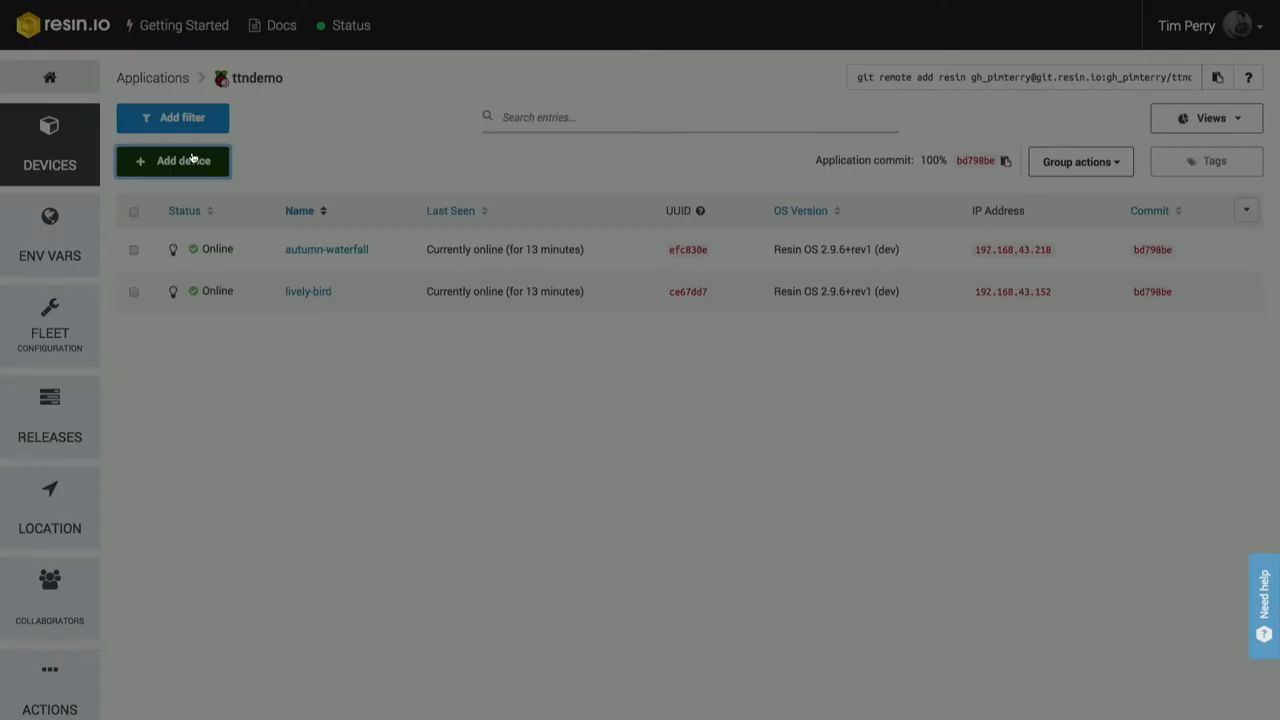 resin.io Getting Started Docs Status Tim Perry
Applications > ttndemo git remote add resin gh_pimterry@git.resin.io:gh_pimterry/ttnd ?
Add filter Search entries... Views
+ Add device Application commit: 100% bd798be Group actions Tags
Status Name Last Seen UUID OS Version IP Address Commit
Online autumn-waterfall Currently online (for 13 minutes) efc830e Resin OS 2.9.6+rev1 (dev) 192.168.43.218 bd798be
Online lively-bird Currently online (for 13 minutes) ce67dd7 Resin OS 2.9.6+rev1 (dev) 192.168.43.152 bd798be
DEVICES
ENV VARS
FLEET
CONFIGURATION
RELEASES
LOCATION
COLLABORATORS
ACTIONS
Need help
?